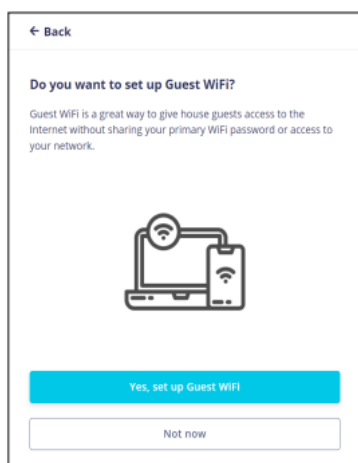 ← Back
Do you want to set up Guest WiFi?
Guest WiFi is a great way to give house guests access to the
Internet without sharing your primary WiFi password or access to
your network.
Yes, set up Guest WiFi
Not now